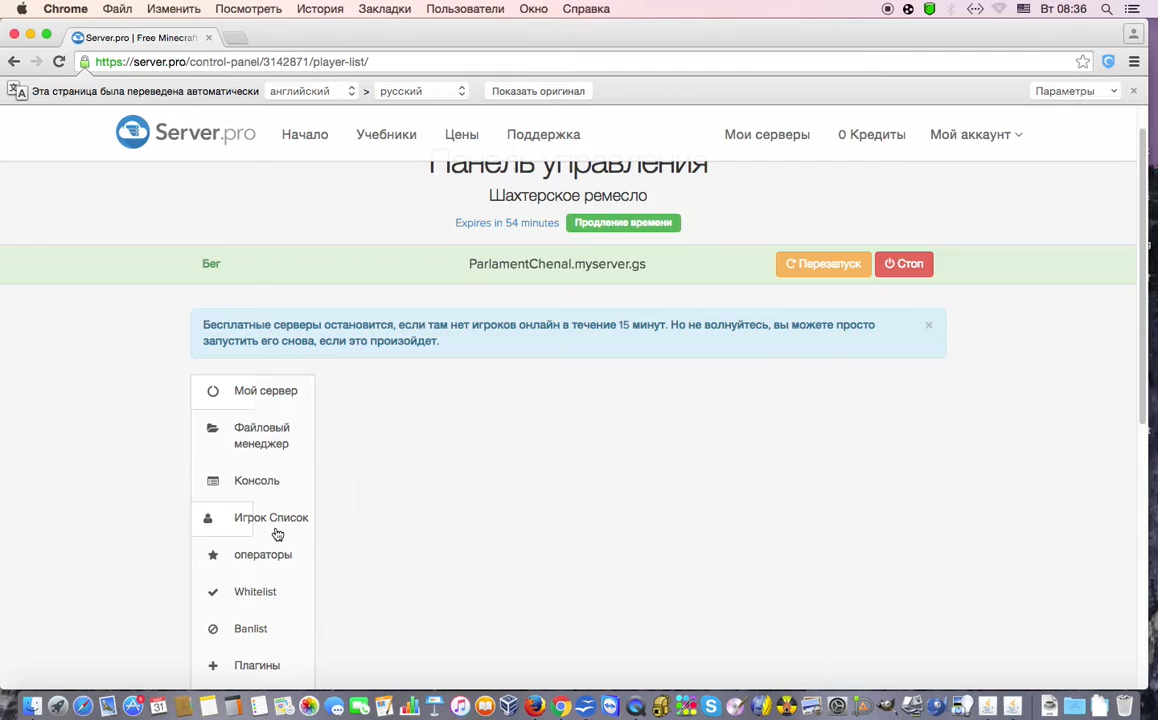 Chrome Файл Изменить Посмотреть История Закладки Пользователи Окно Справка Вт 08:36
Server.pro | Free Minecraft
https://server.pro/control-panel/3142871/player-list/
Эта страница была переведена автоматически английский > русский Показать оригинал Параметры
Server.pro Начало Учебники Цены Поддержка Мои серверы 0 Кредиты Мой аккаунт
Панель управления
Шахтерское ремесло
Expires in 54 minutes Продление времени
Бег ParlamentChenal.myserver.gs Перезапуск Стоп
Бесплатные серверы остановится, если там нет игроков онлайн в течение 15 минут. Но не волнуйтесь, вы можете просто
запустить его снова, если это произойдет.
Мой сервер
Файловый
менеджер
Консоль
Игрок Список
операторы
Whitelist
Banlist
Плагины